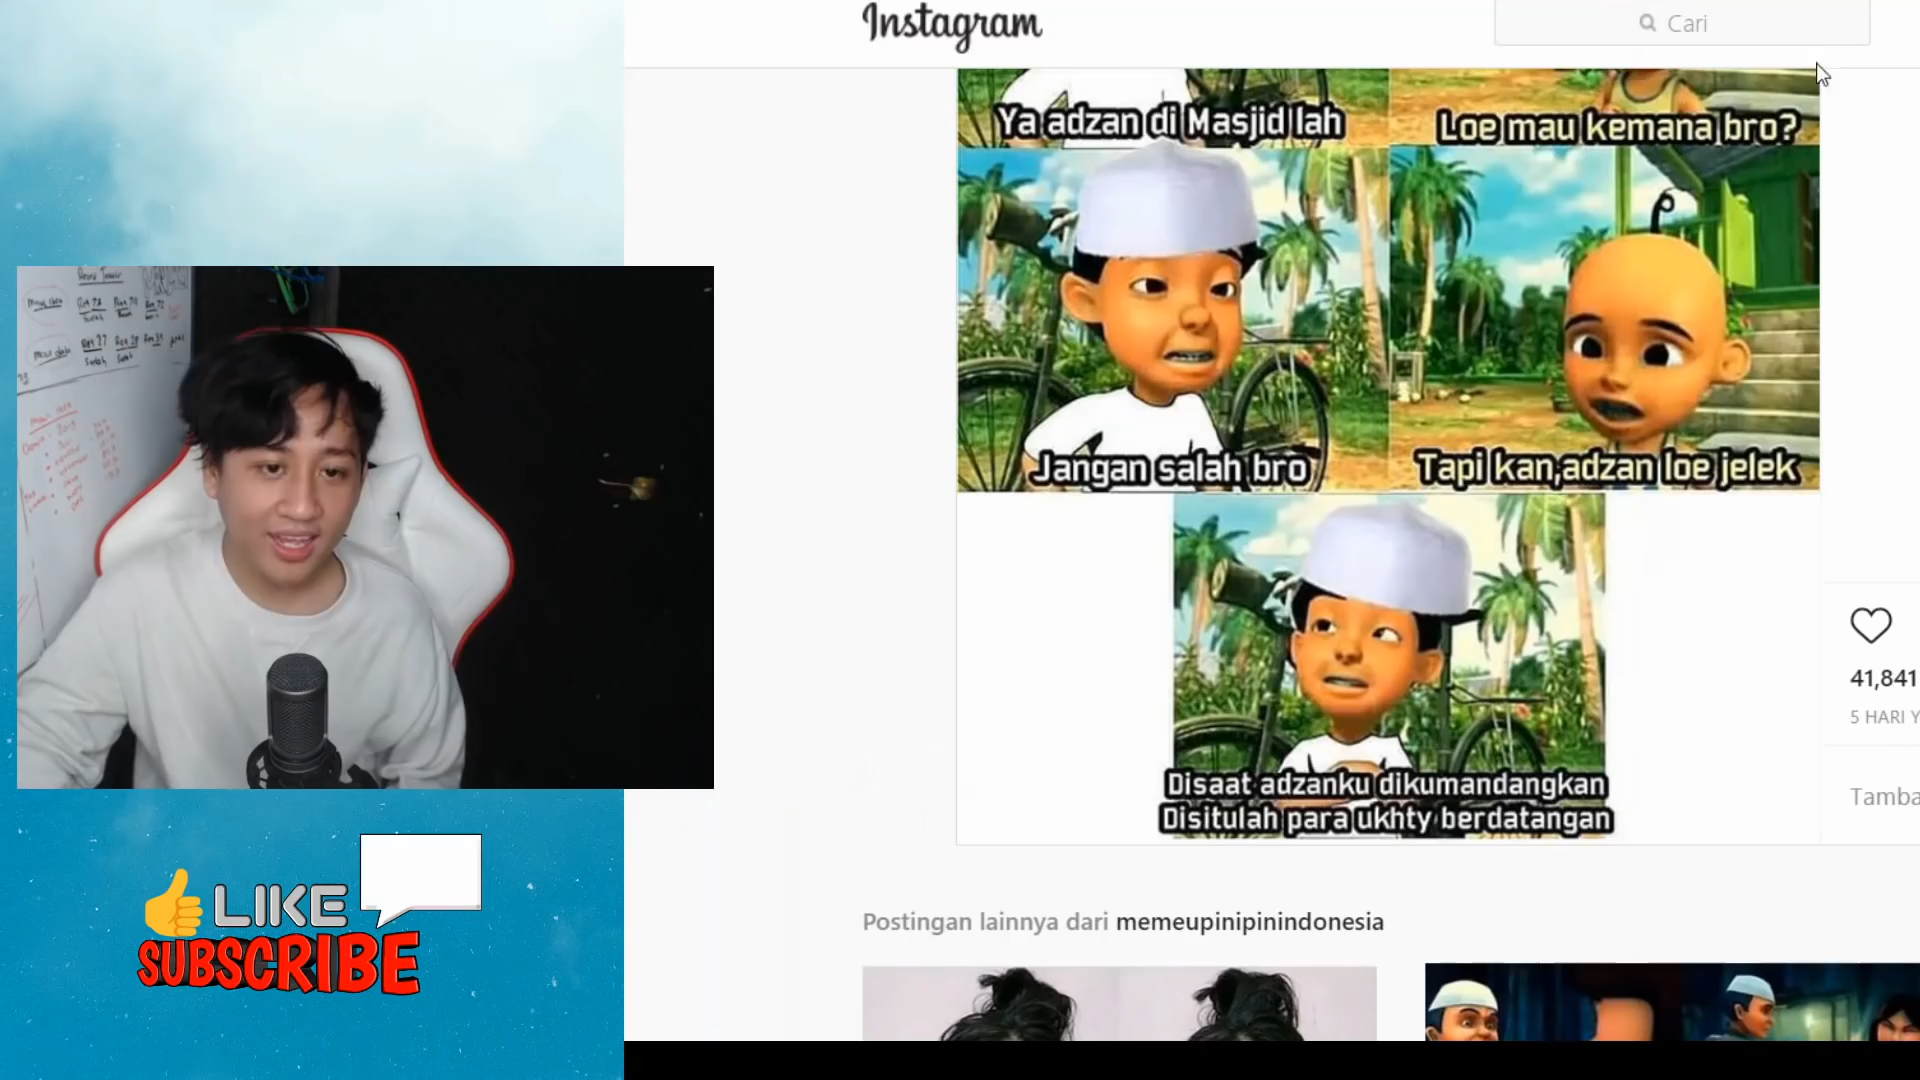 Instagram
Cari
Ya adzan di Masjid lah
Loe mau kemana bro?
Jangan salah bro
Tapi kan,adzan loe jelek
Disaat adzanku dikumandangkan
Disitulah para ukhty berdatangan
41,841
5 HARI Y
Tamba
Postingan lainnya dari memeupinipinindonesia
LIKE
SUBSCRIBE